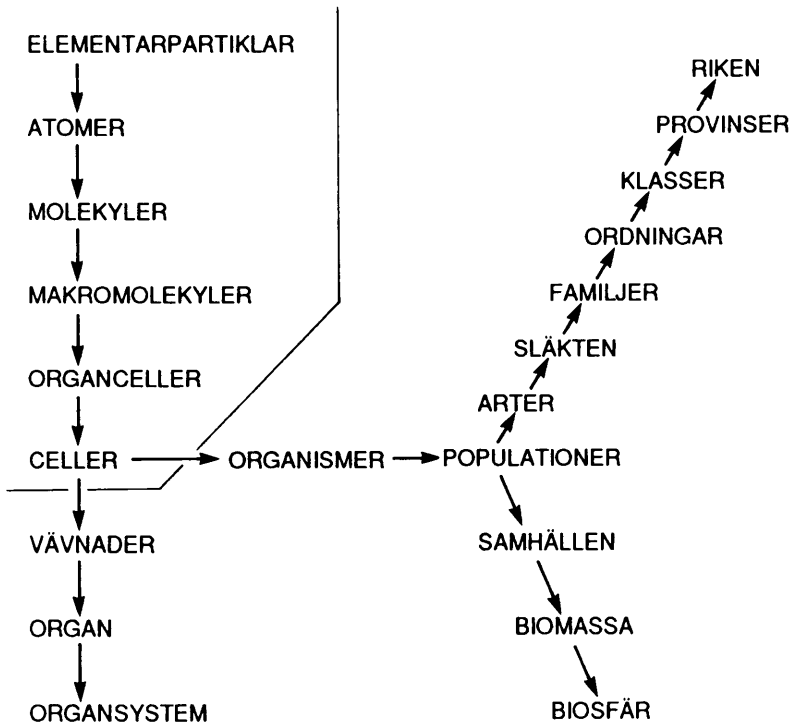 ELEMENTARPARTIKLAR
ATOMER
MOLEKYLER
MAKROMOLEKYLER
ORGANCELLER
CELLER
VÄVNADER
ORGAN
ORGANSYSTEM
ORGANISMER
POPULATIONER
ARTER
SLÄKTEN
FAMILJER
ORDNINGAR
KLASSER
PROVINSER
RIKEN
SAMHÄLLEN
BIOMASSA
BIOSFÄR